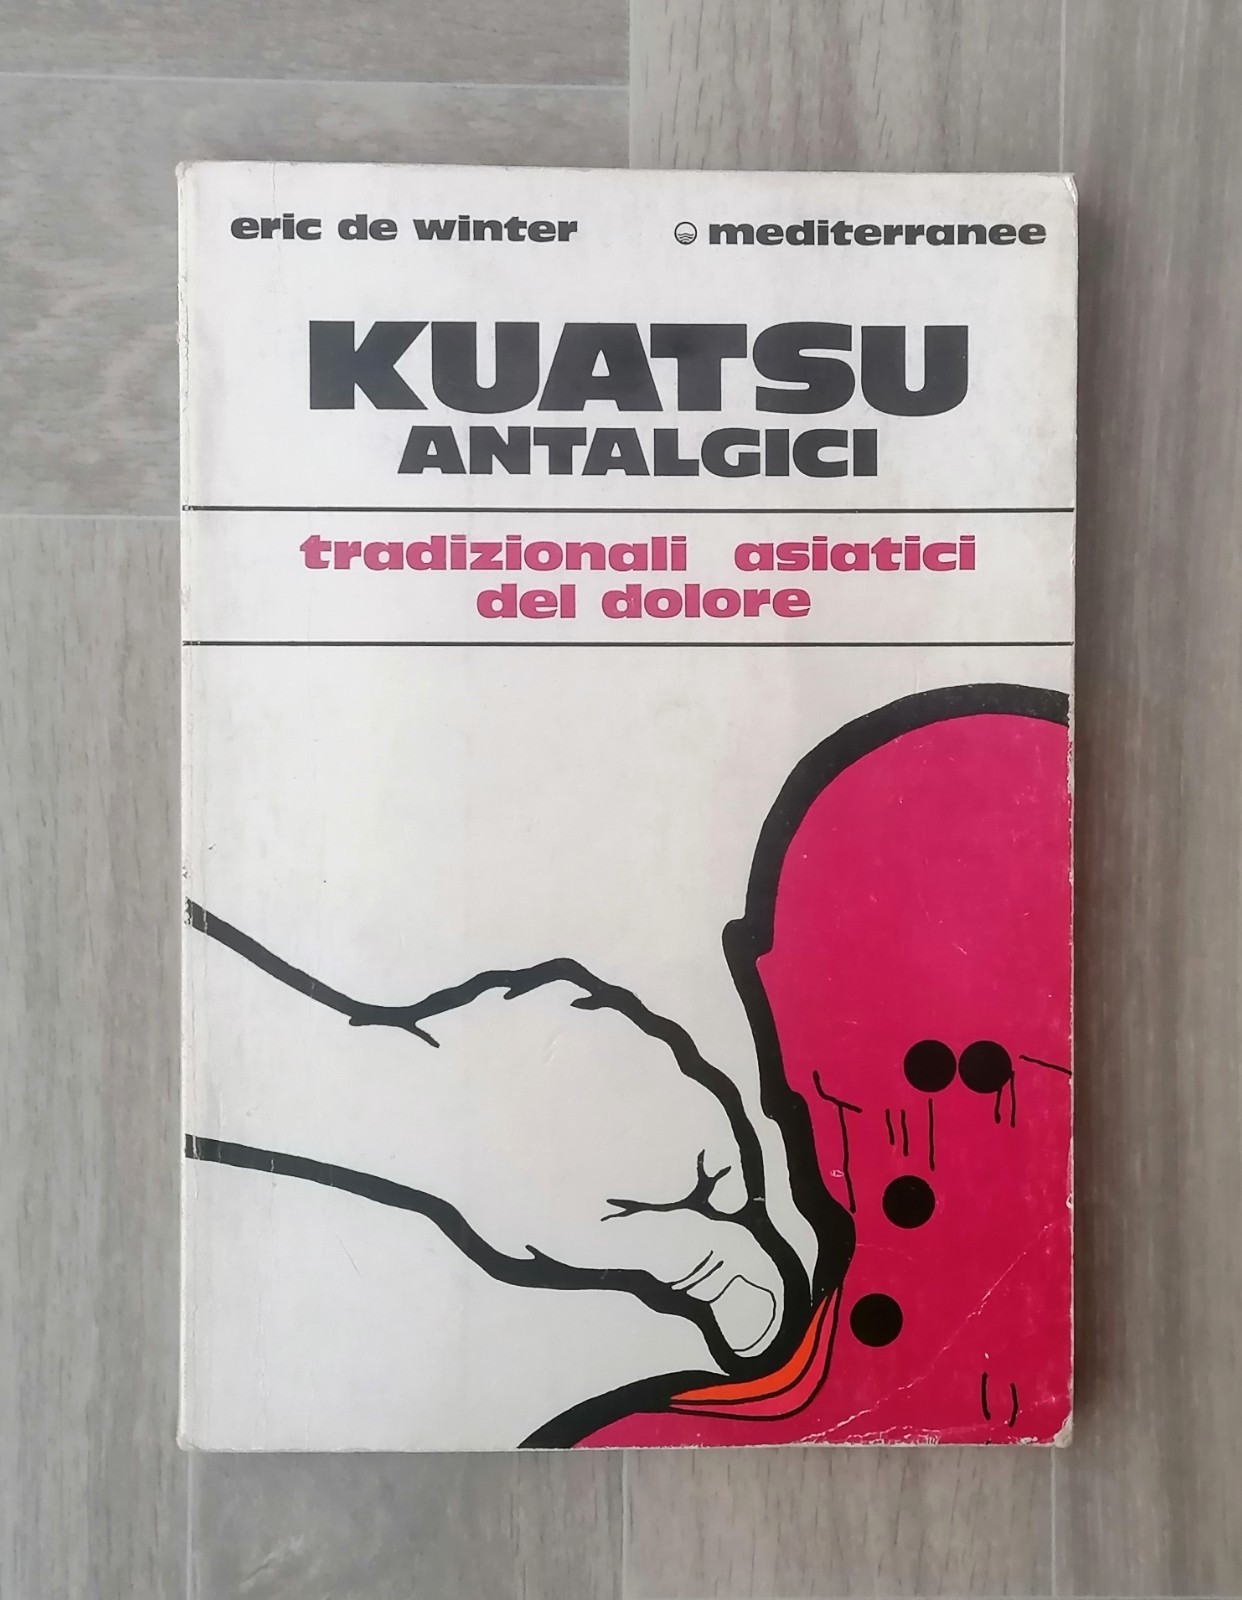 eric de winter mediterranee
KUATSU
ANTALGICI
tradizionali asiatici
del dolore